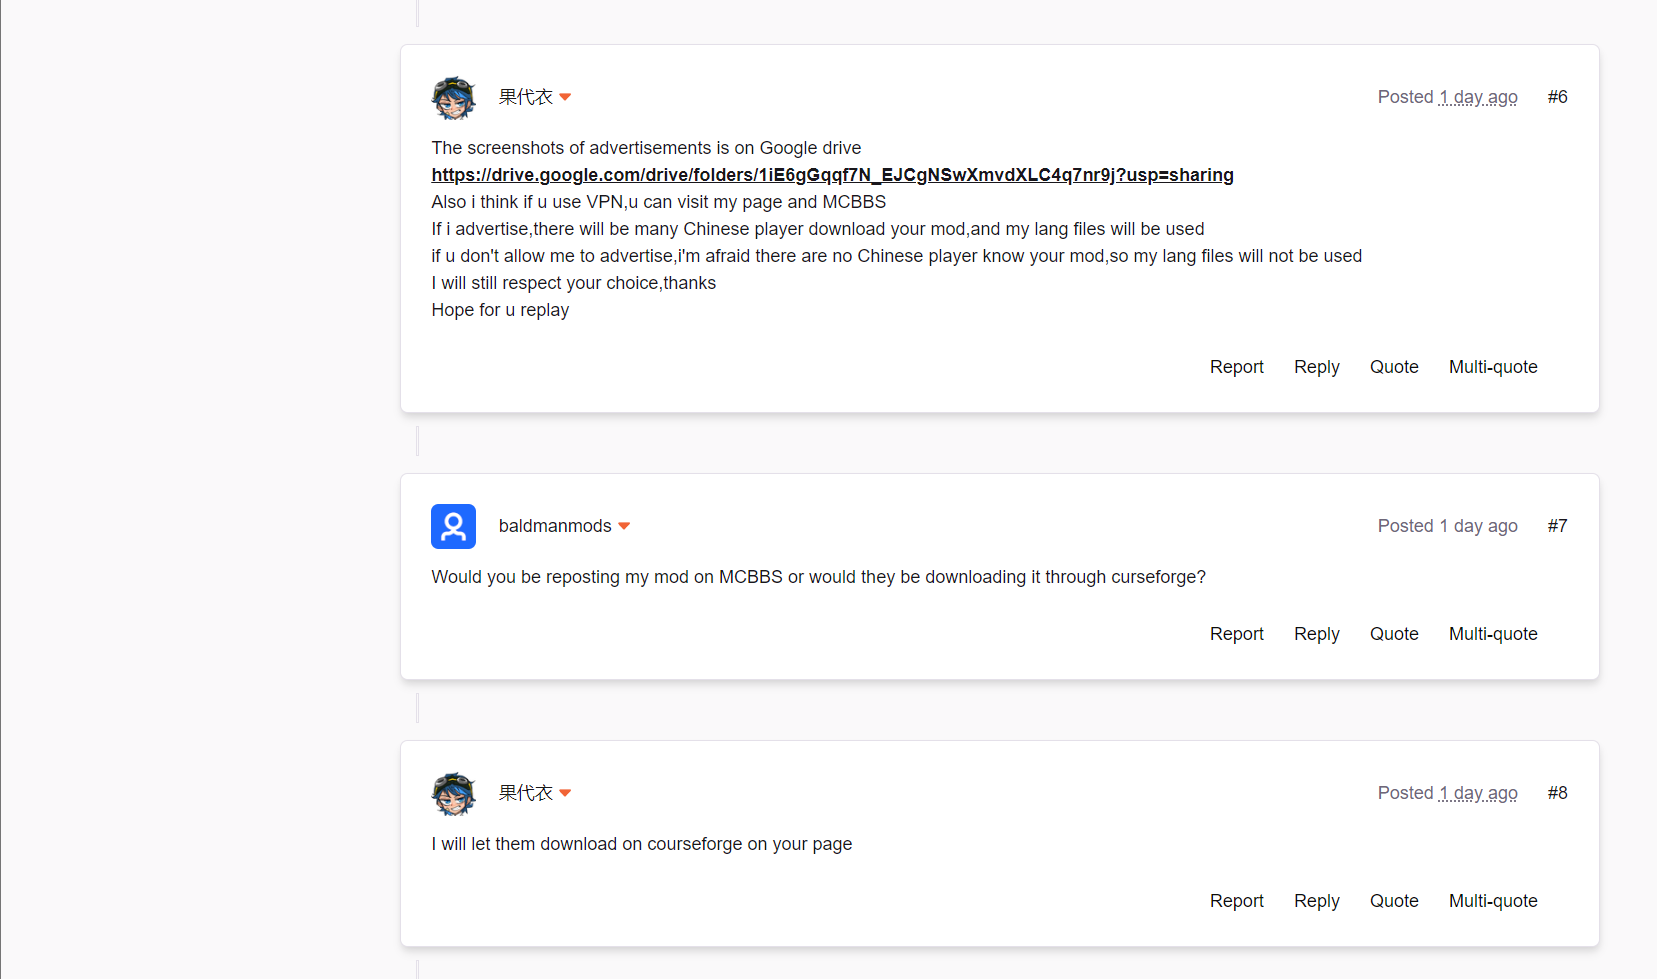 果代衣
Posted 1 day ago #6
The screenshots of advertisements is on Google drive
https://drive.google.com/drive/folders/1iE6gGqqf7N_EJCgNSwXmvdXLC4q7nr9j?usp=sharing
Also i think if u use VPN,u can visit my page and MCBBS
If i advertise,there will be many Chinese player download your mod,and my lang files will be used
if u don't allow me to advertise,i'm afraid there are no Chinese player know your mod,so my lang files will not be used
I will still respect your choice,thanks
Hope for u replay
Report Reply Quote Multi-quote
baldmanmods
Posted 1 day ago #7
Would you be reposting my mod on MCBBS or would they be downloading it through curseforge?
Report Reply Quote Multi-quote
果代衣
Posted 1 day ago #8
I will let them download on courseforge on your page
Report Reply Quote Multi-quote